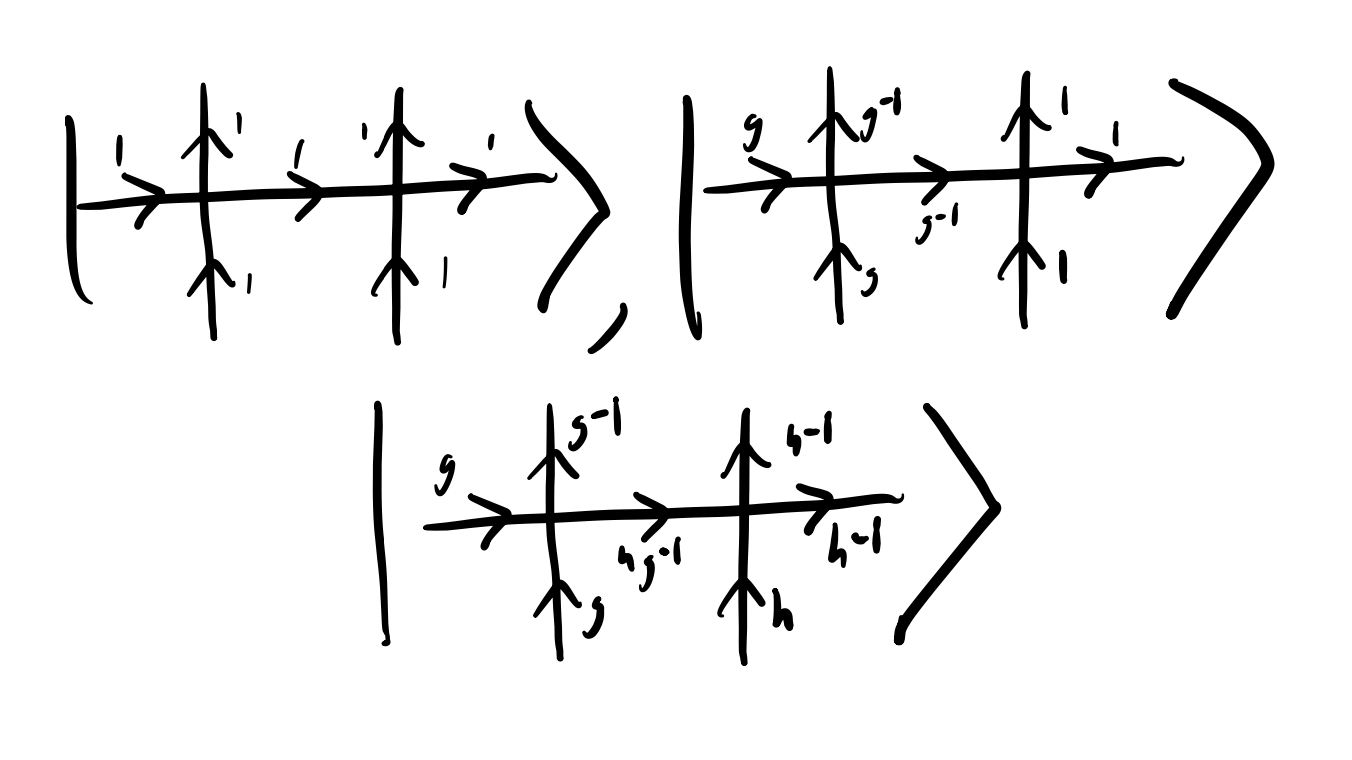 | 1 1 1 1 1 1 1 ⟩ , | g g⁻¹ g⁻¹ g 1 1 1 ⟩
| g g⁻¹ hg⁻¹ g h⁻¹ h⁻¹ h ⟩